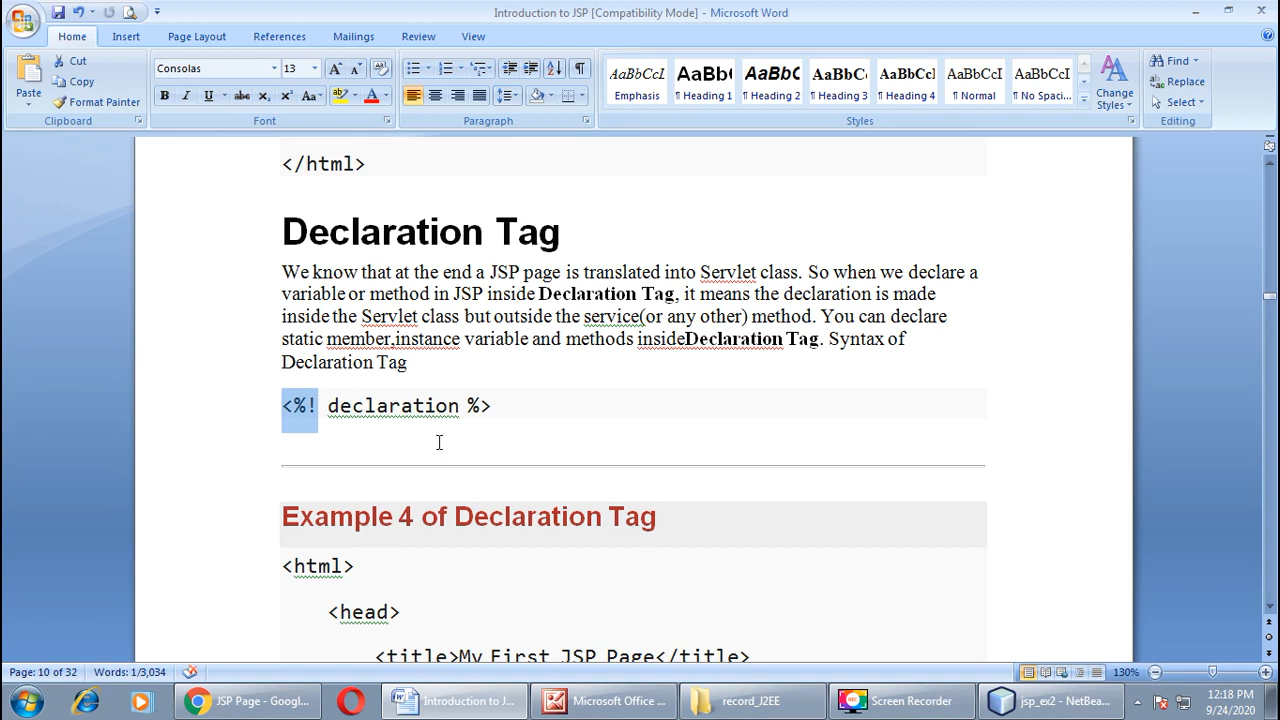 Introduction to JSP [Compatibility Mode] - Microsoft Word
Home Insert Page Layout References Mailings Review View
Paste Cut Copy Format Painter Clipboard
Consolas 13
B I U abc X₂ X² Aa A
Font Paragraph
AaBbCcI AaBb( AaBbC AaBbC( AaBbCcI AaBbCcI AaBbCcI
Emphasis ¶ Heading 1 ¶ Heading 2 ¶ Heading 3 ¶ Heading 4 ¶ Normal ¶ No Spaci...
Styles
Change Styles
Find Replace Select Editing
</html>
Declaration Tag
We know that at the end a JSP page is translated into Servlet class. So when we declare a
variable or method in JSP inside Declaration Tag, it means the declaration is made
inside the Servlet class but outside the service(or any other) method. You can declare
static member,instance variable and methods insideDeclaration Tag. Syntax of
Declaration Tag
<%! declaration %>
Example 4 of Declaration Tag
<html>
<head>
<title>My First JSP Page</title>
Page: 10 of 32 Words: 1/3,034 130%
JSP Page - Googl... Introduction to J... Microsoft Office ... record_J2EE Screen Recorder jsp_ex2 - NetBea...
12:18 PM
9/24/2020